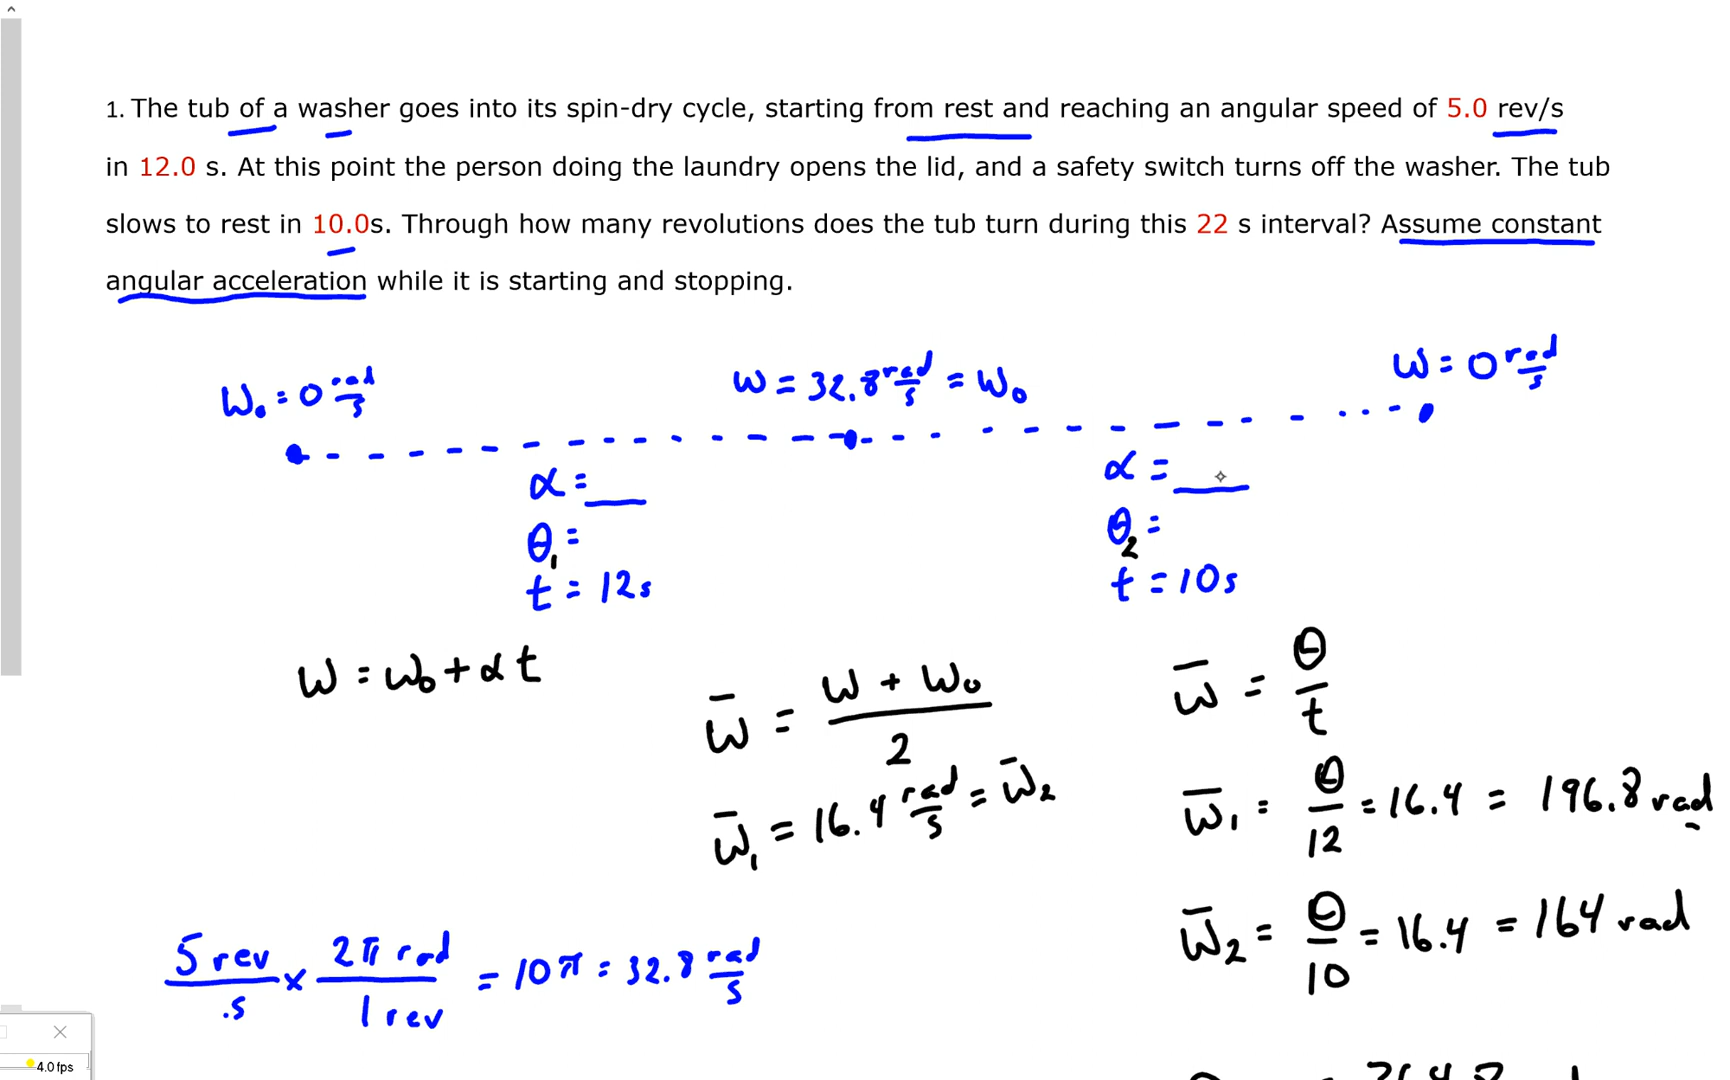 1. The tub of a washer goes into its spin-dry cycle, starting from rest and reaching an angular speed of 5.0 rev/s
in 12.0 s. At this point the person doing the laundry opens the lid, and a safety switch turns off the washer. The tub
slows to rest in 10.0s. Through how many revolutions does the tub turn during this 22 s interval? Assume constant
angular acceleration while it is starting and stopping.
W₀ = 0 rad/s
ω = 32.8 rad/s = W₀
W = 0 rad/s
α = __
α = __
θ₁ =
θ₂ =
t = 12s
t = 10s
W = W₀ + αt
W̄ = (W + W₀)/2
W̄ = θ/t
W̄₁ = 16.4 rad/s = W̄₂
W̄₁ = θ/12 = 16.4 = 196.8 rad
W̄₂ = θ/10 = 16.4 = 164 rad
5 rev/s × 2π rad/1 rev = 10π = 32.8 rad/s
4.0 fps